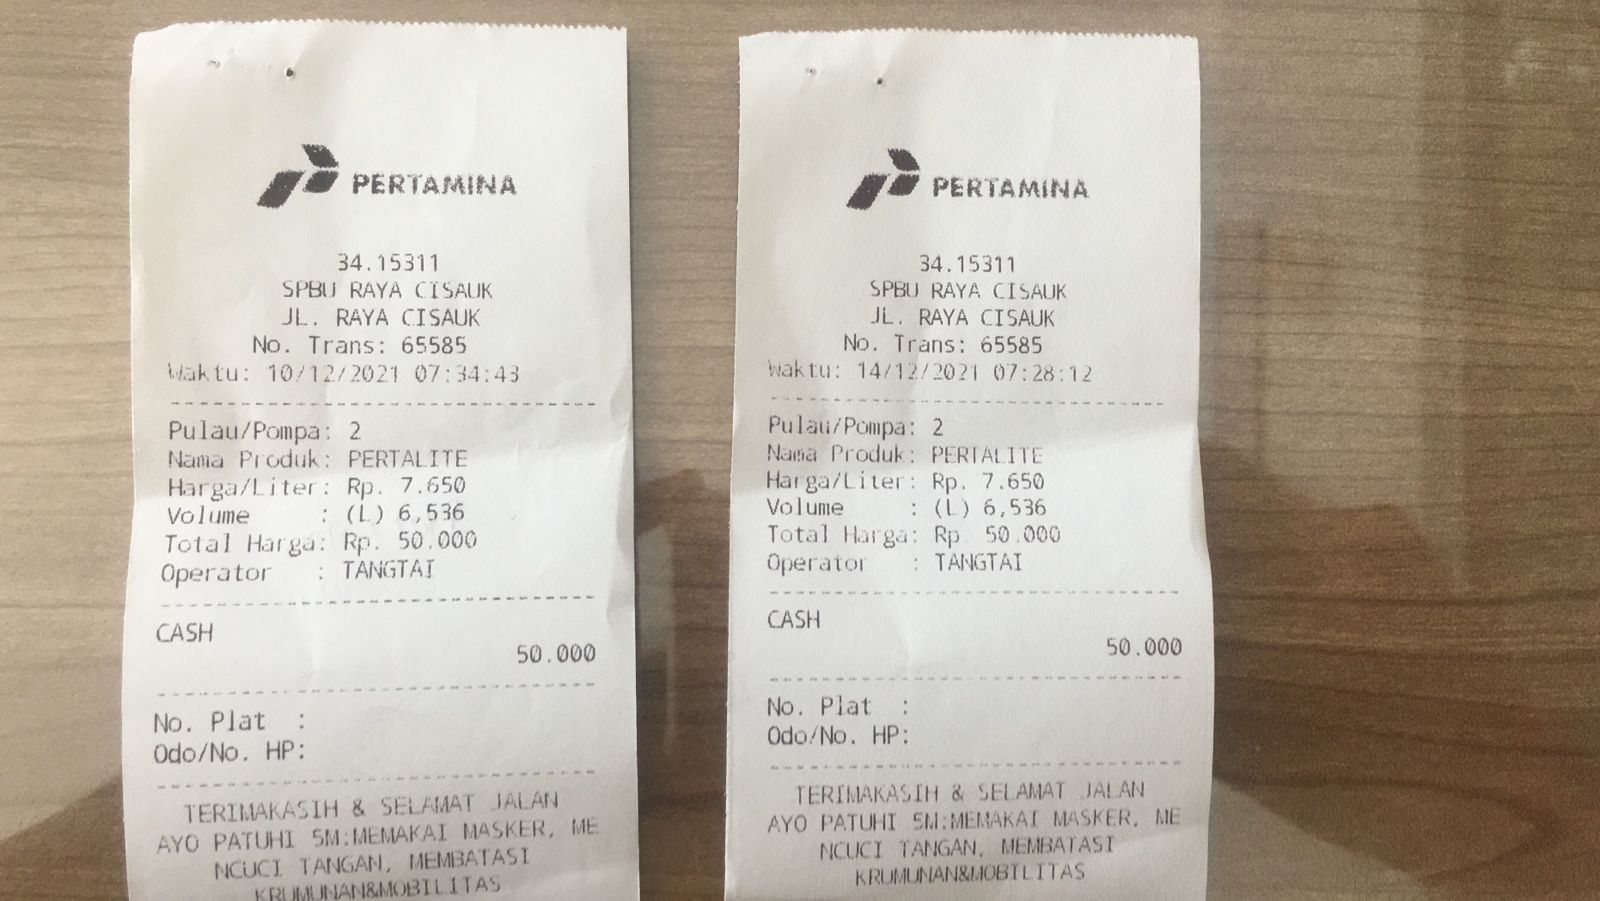 PERTAMINA
34.15311
SPBU RAYA CISAUK
JL. RAYA CISAUK
No. Trans: 65585
Waktu: 10/12/2021 07:34:43
Pulau/Pompa: 2
Nama Produk: PERTALITE
Harga/Liter: Rp. 7.650
Volume : (L) 6,536
Total Harga: Rp. 50.000
Operator : TANGTAI
CASH
50.000
No. Plat :
Odo/No. HP:
TERIMAKASIH & SELAMAT JALAN
AYO PATUHI 5M:MEMAKAI MASKER, ME
NCUCI TANGAN, MEMBATASI
KRUMUNAN&MOBILITAS
PERTAMINA
34.15311
SPBU RAYA CISAUK
JL. RAYA CISAUK
No. Trans: 65585
Waktu: 14/12/2021 07:28:12
Pulau/Pompa: 2
Nama Produk: PERTALITE
Harga/Liter: Rp. 7.650
Volume : (L) 6,536
Total Harga: Rp. 50.000
Operator : TANGTAI
CASH
50.000
No. Plat :
Odo/No. HP:
TERIMAKASIH & SELAMAT JALAN
AYO PATUHI 5M:MEMAKAI MASKER, ME
NCUCI TANGAN, MEMBATASI
KRUMUNAN&MOBILITAS